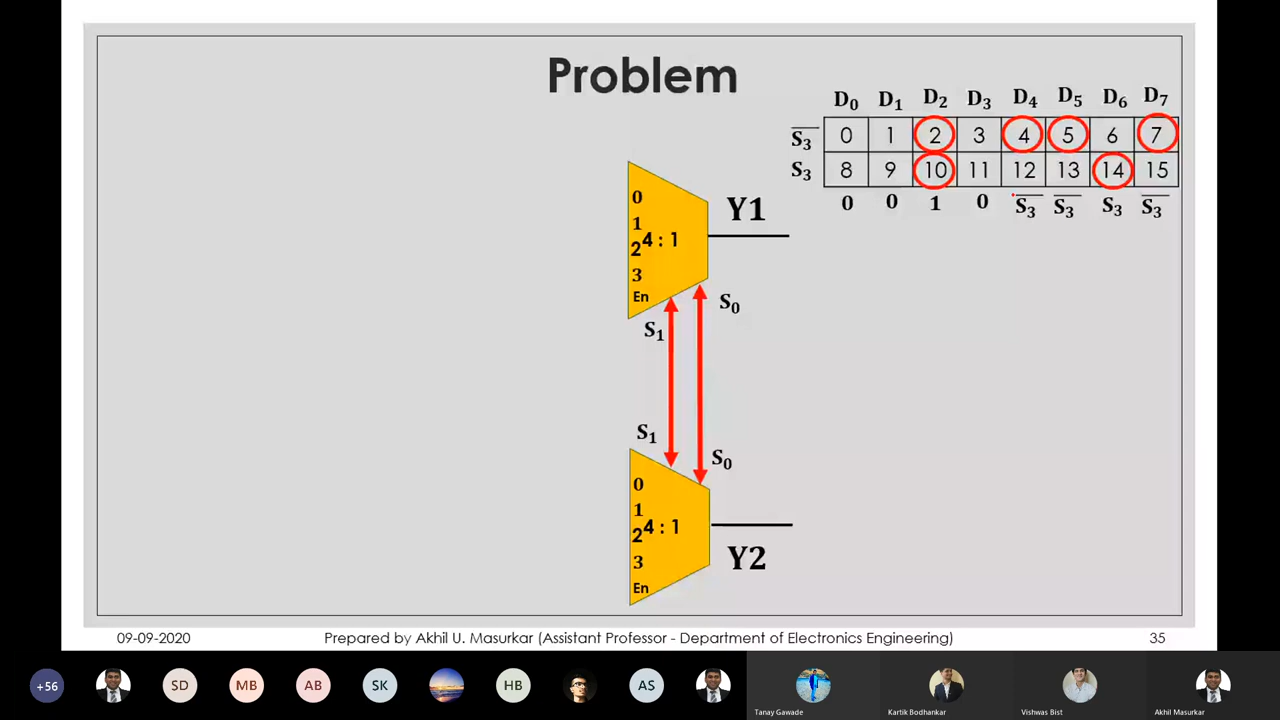 Problem
D₀ D₁ D₂ D₃ D₄ D₅ D₆ D₇
S̅₃ 0 1 2 3 4 5 6 7
S₃ 8 9 10 11 12 13 14 15
0 0 1 0 S̅₃ S̅₃ S₃ S̅₃
0
1
2 4 : 1
3
En
Y1
S₀
S₁
S₁
S₀
0
1
2 4 : 1
3
En
Y2
09-09-2020 Prepared by Akhil U. Masurkar (Assistant Professor - Department of Electronics Engineering) 35
+56 SD MB AB SK HB AS
Tanay Gawade Kartik Bodhankar Vishwas Bist Akhil Masurkar